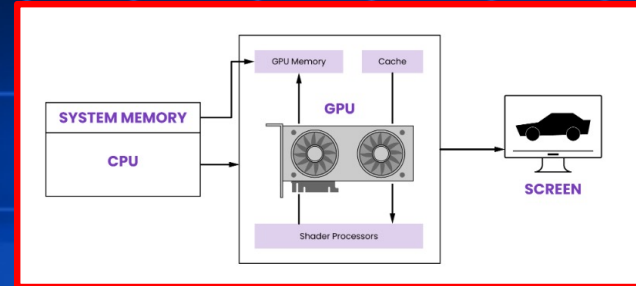 GPU Memory
Cache
GPU
SYSTEM MEMORY
CPU
SCREEN
Shader Processors